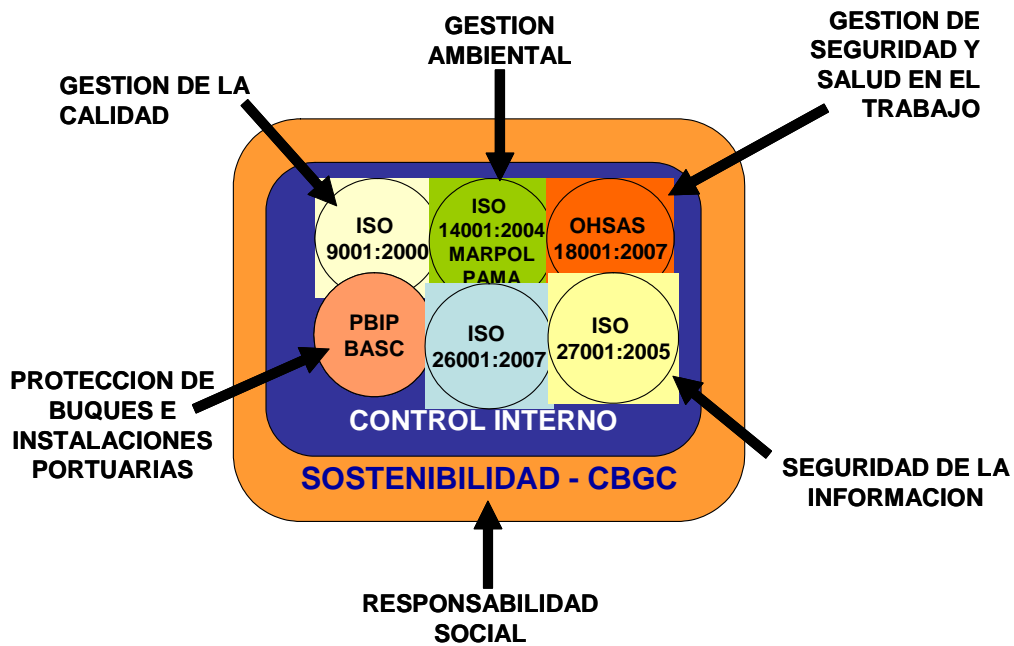 GESTION
AMBIENTAL
GESTION DE
SEGURIDAD Y
SALUD EN EL
TRABAJO
GESTION DE LA
CALIDAD
ISO
9001:2000
ISO
14001:2004
MARPOL
PAMA
OHSAS
18001:2007
PBIP
BASC
ISO
26001:2007
ISO
27001:2005
PROTECCION DE
BUQUES E
INSTALACIONES
PORTUARIAS
CONTROL INTERNO
SOSTENIBILIDAD - CBGC
SEGURIDAD DE LA
INFORMACION
RESPONSABILIDAD
SOCIAL